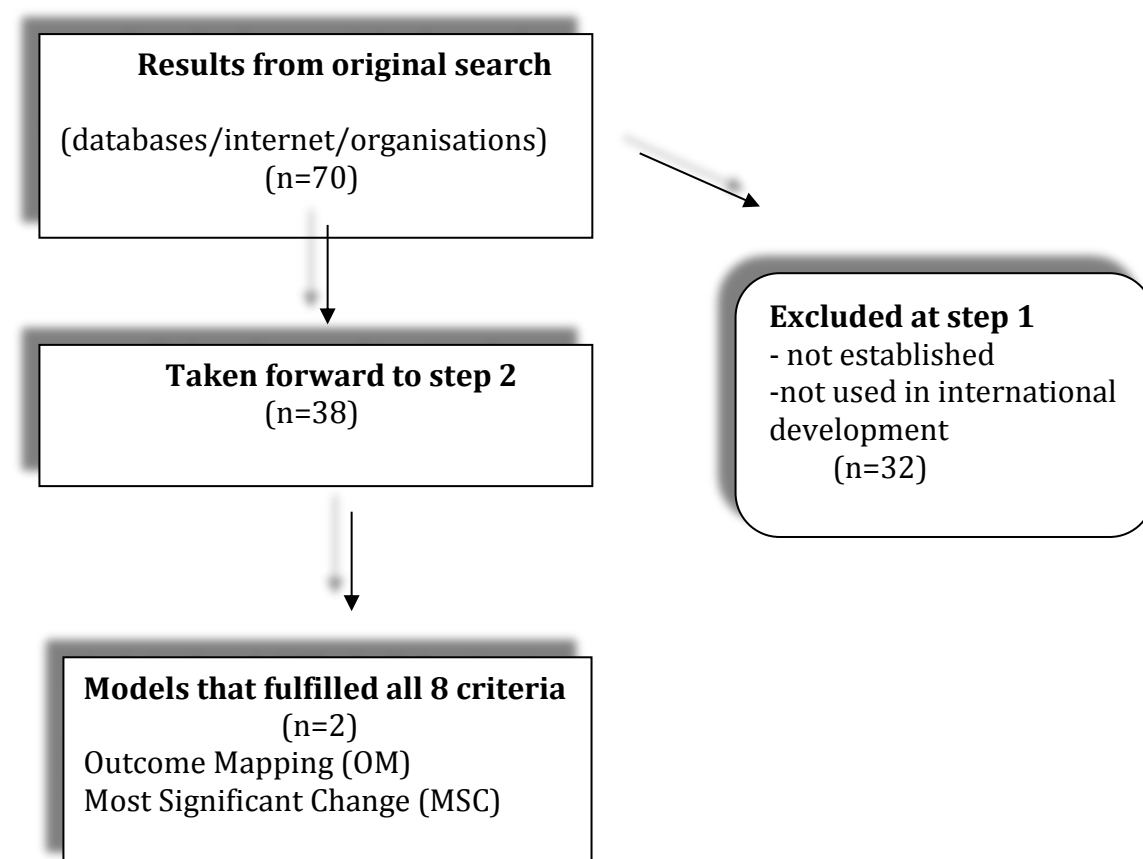 Results from original search
(databases/internet/organisations)
(n=70)
Excluded at step 1
- not established
-not used in international
development
(n=32)
Taken forward to step 2
(n=38)
Models that fulfilled all 8 criteria
(n=2)
Outcome Mapping (OM)
Most Significant Change (MSC)